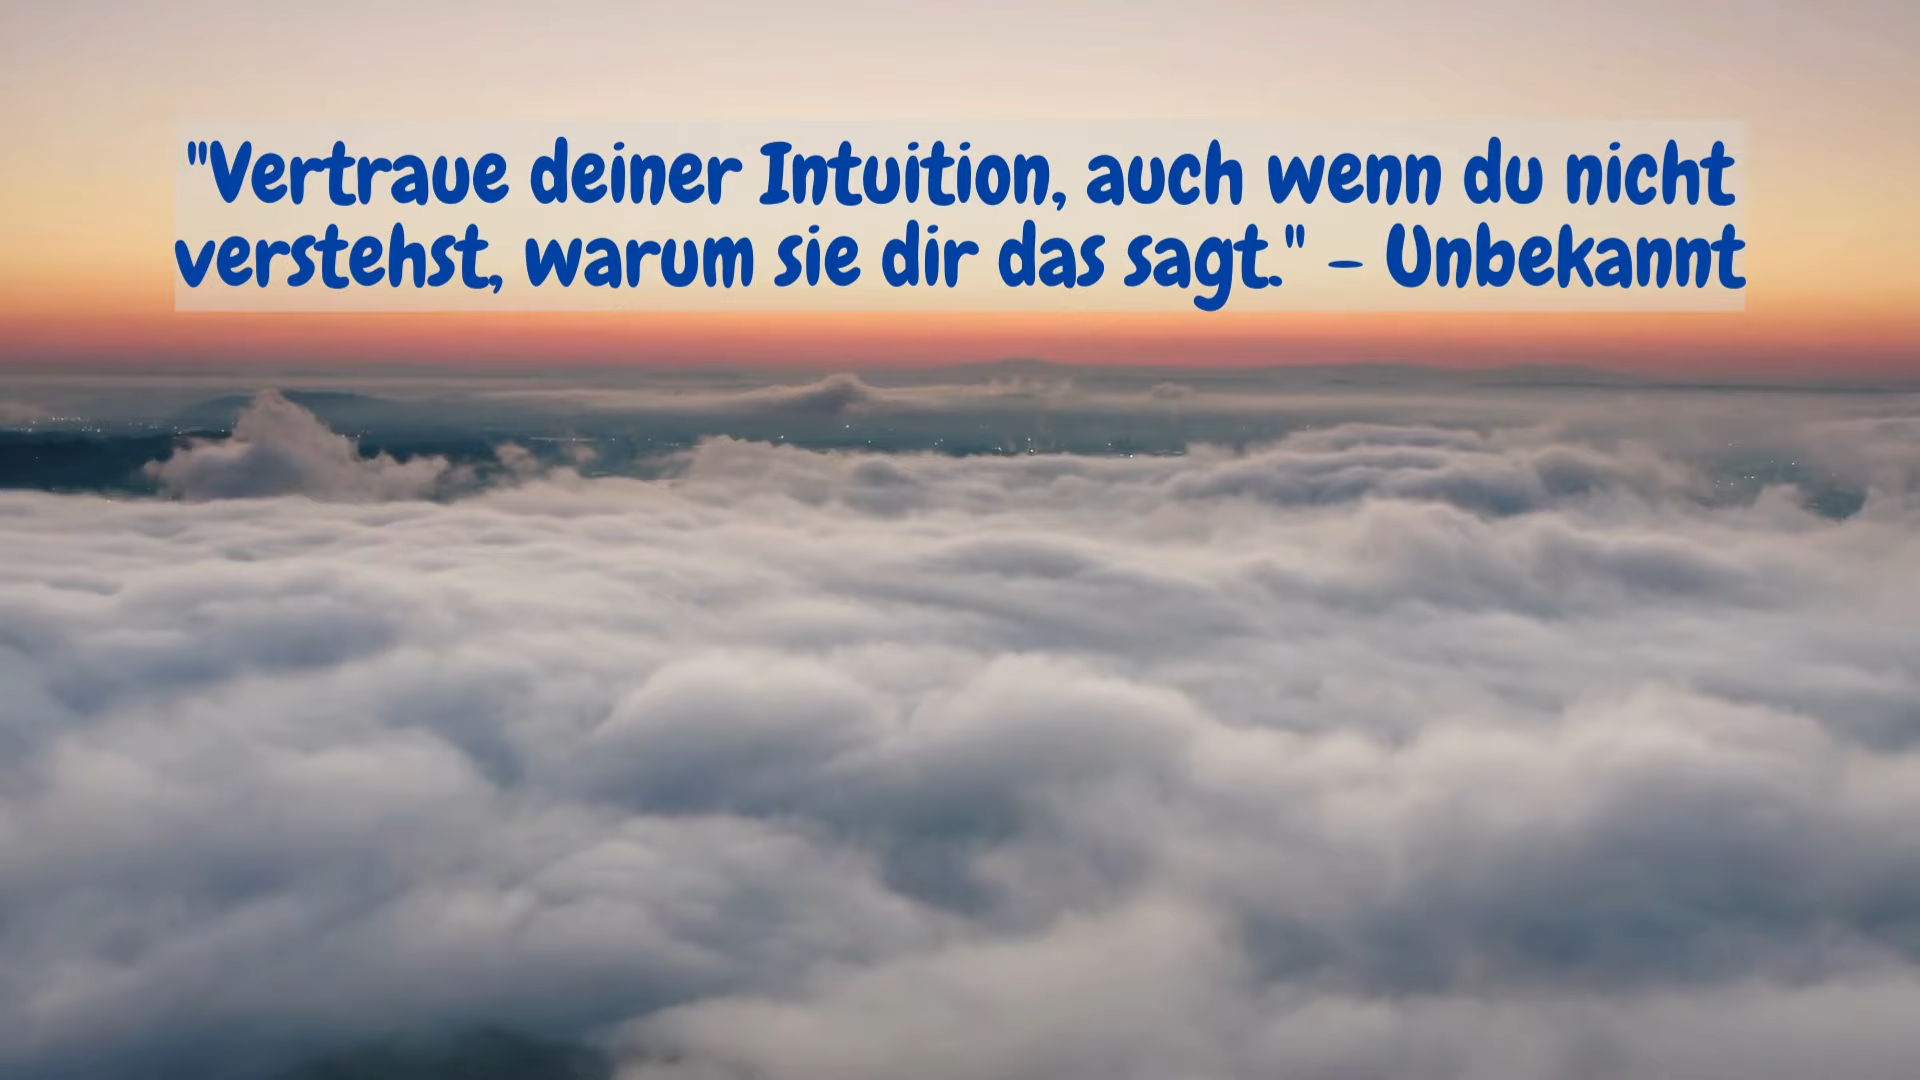 "Vertraue deiner Intuition, auch wenn du nicht
verstehst, warum sie dir das sagt." - Unbekannt